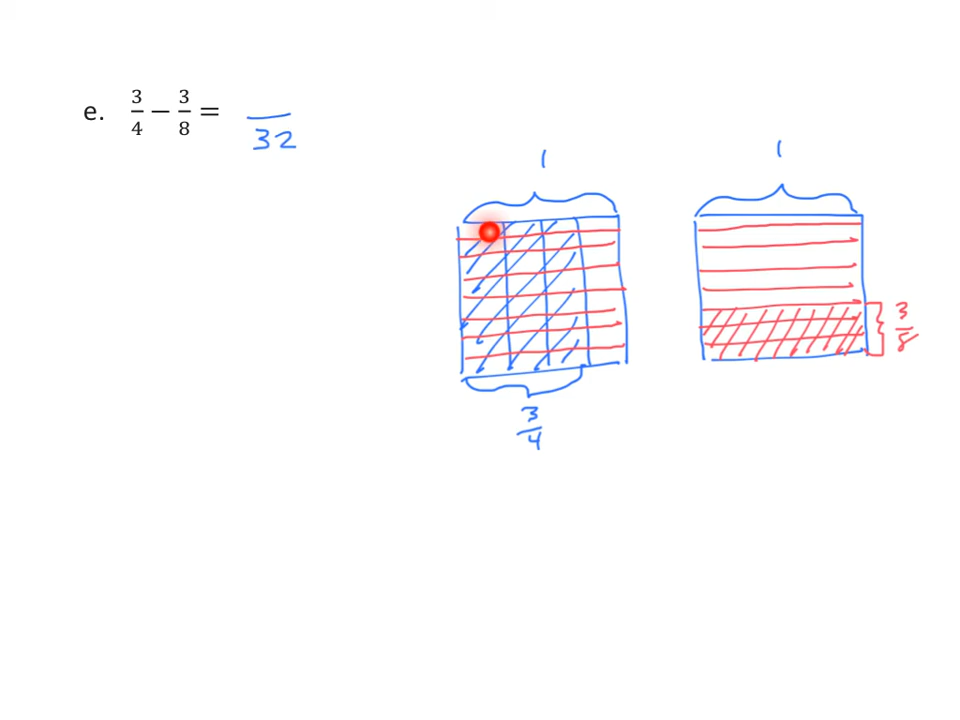 e. 3/4 − 3/8 = /32
1
1
3/8
3/4